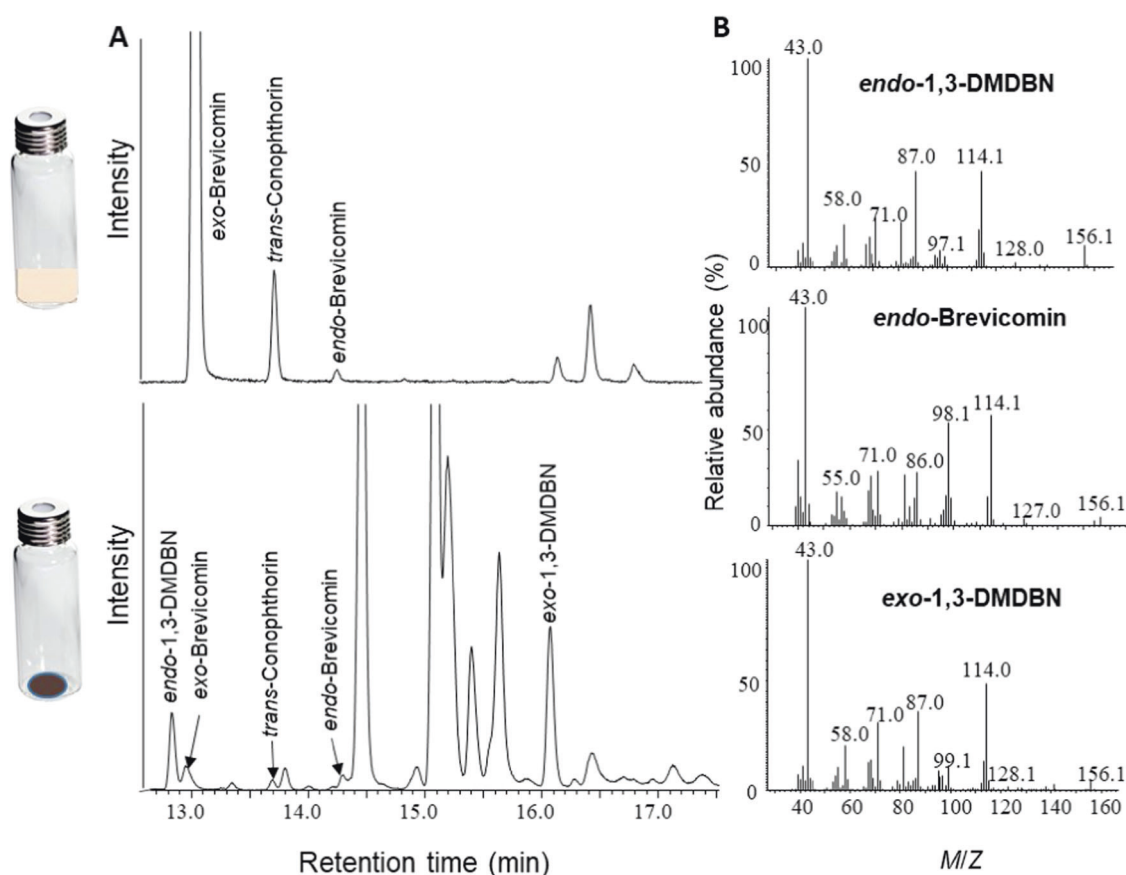 A
Intensity
exo-Brevicomin
trans-Conophthorin
endo-Brevicomin
Intensity
endo-1,3-DMDBN
exo-Brevicomin
trans-Conophthorin
endo-Brevicomin
exo-1,3-DMDBN
13.0 14.0 15.0 16.0 17.0
Retention time (min)
B
Relative abundance (%)
43.0
100
endo-1,3-DMDBN
50
87.0
114.1
58.0
71.0
97.1
128.0
156.1
0
43.0
100
endo-Brevicomin
50
98.1
114.1
71.0
86.0
55.0
127.0
156.1
0
43.0
100
exo-1,3-DMDBN
50
114.0
87.0
71.0
58.0
99.1
128.1
156.1
0
40 60 80 100 120 140 160
M/Z